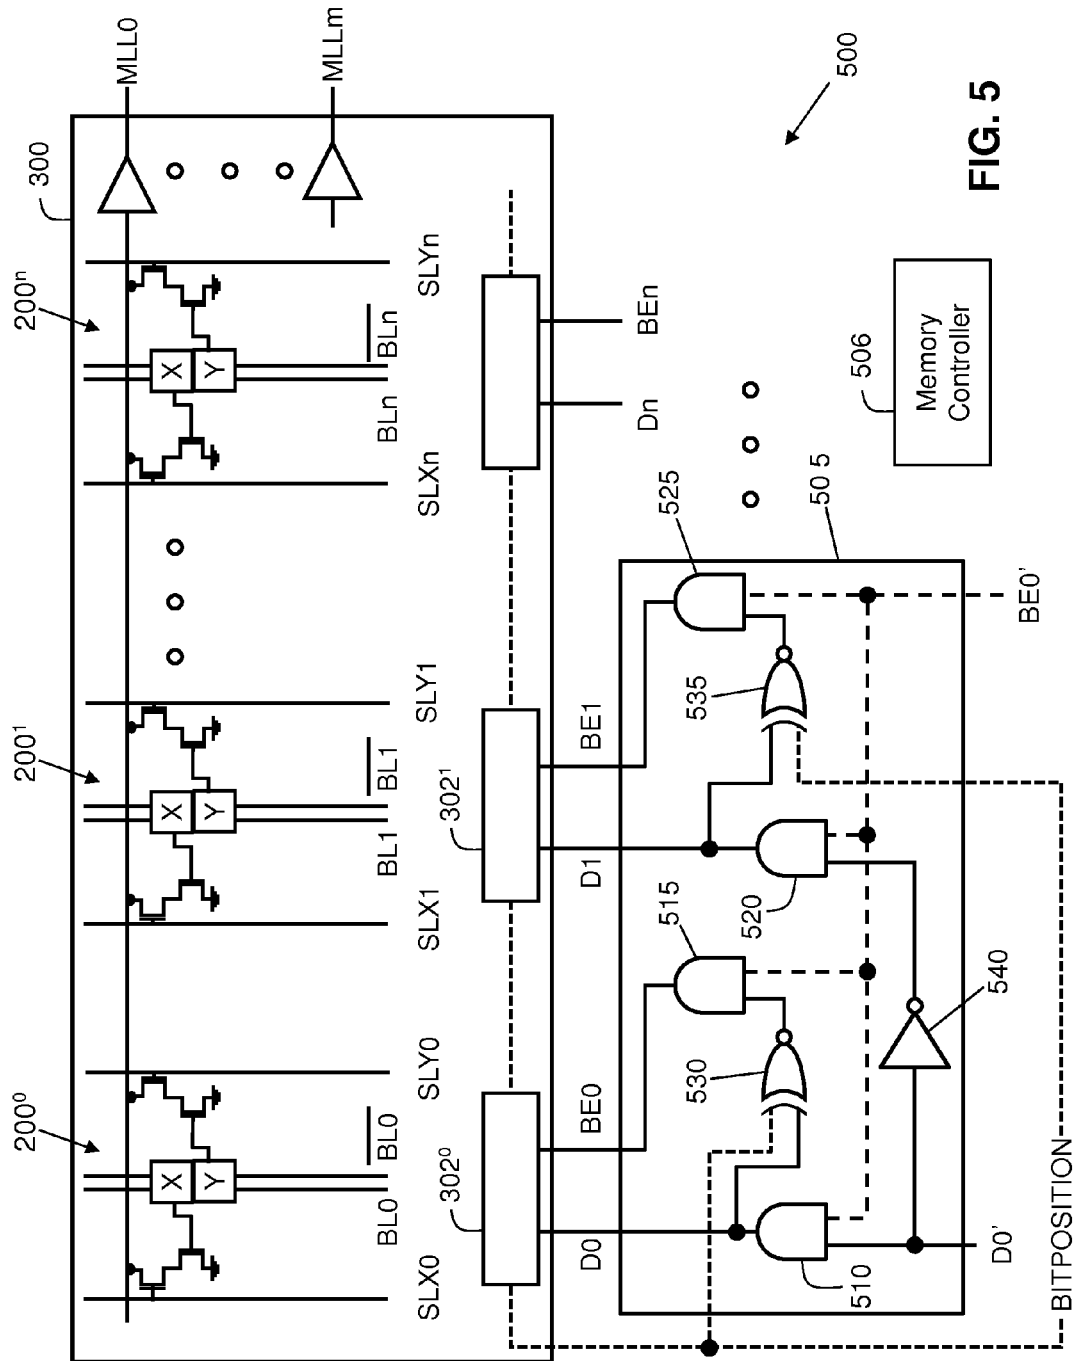 300
MLL0
MLLm
200⁰
200¹
200ⁿ
X
Y
X
Y
X
Y
SLX0
BL0
BL0
SLY0
SLX1
BL1
BL1
SLY1
SLXn
BLn
BLn
SLYn
302⁰
302¹
D0
BE0
D1
BE1
Dn
BEn
510
530
515
520
535
525
540
50 5
D0'
BE0'
BITPOSITION
506
Memory
Controller
500
FIG. 5